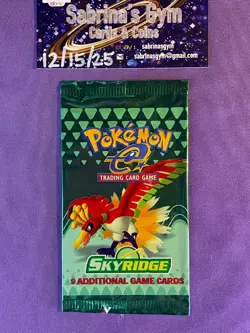 Sabrina's Gym
Cards & Coins
12/15/25
sabrinasgym
sabrinasgym@gmail.com
POKéMON
e
TRADING CARD GAME
SKYRIDGE
9 ADDITIONAL GAME CARDS